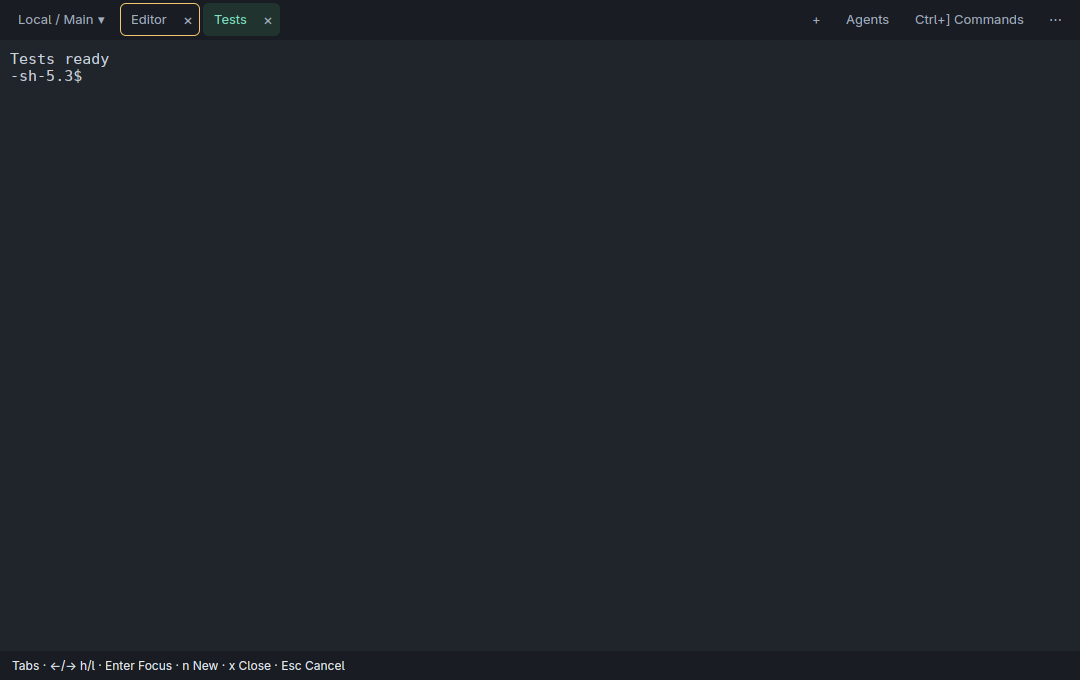 Local / Main ▾ Editor × Tests × + Agents Ctrl+] Commands ⋯
Tests ready
-sh-5.3$
Tabs · ←/→ h/l · Enter Focus · n New · x Close · Esc Cancel